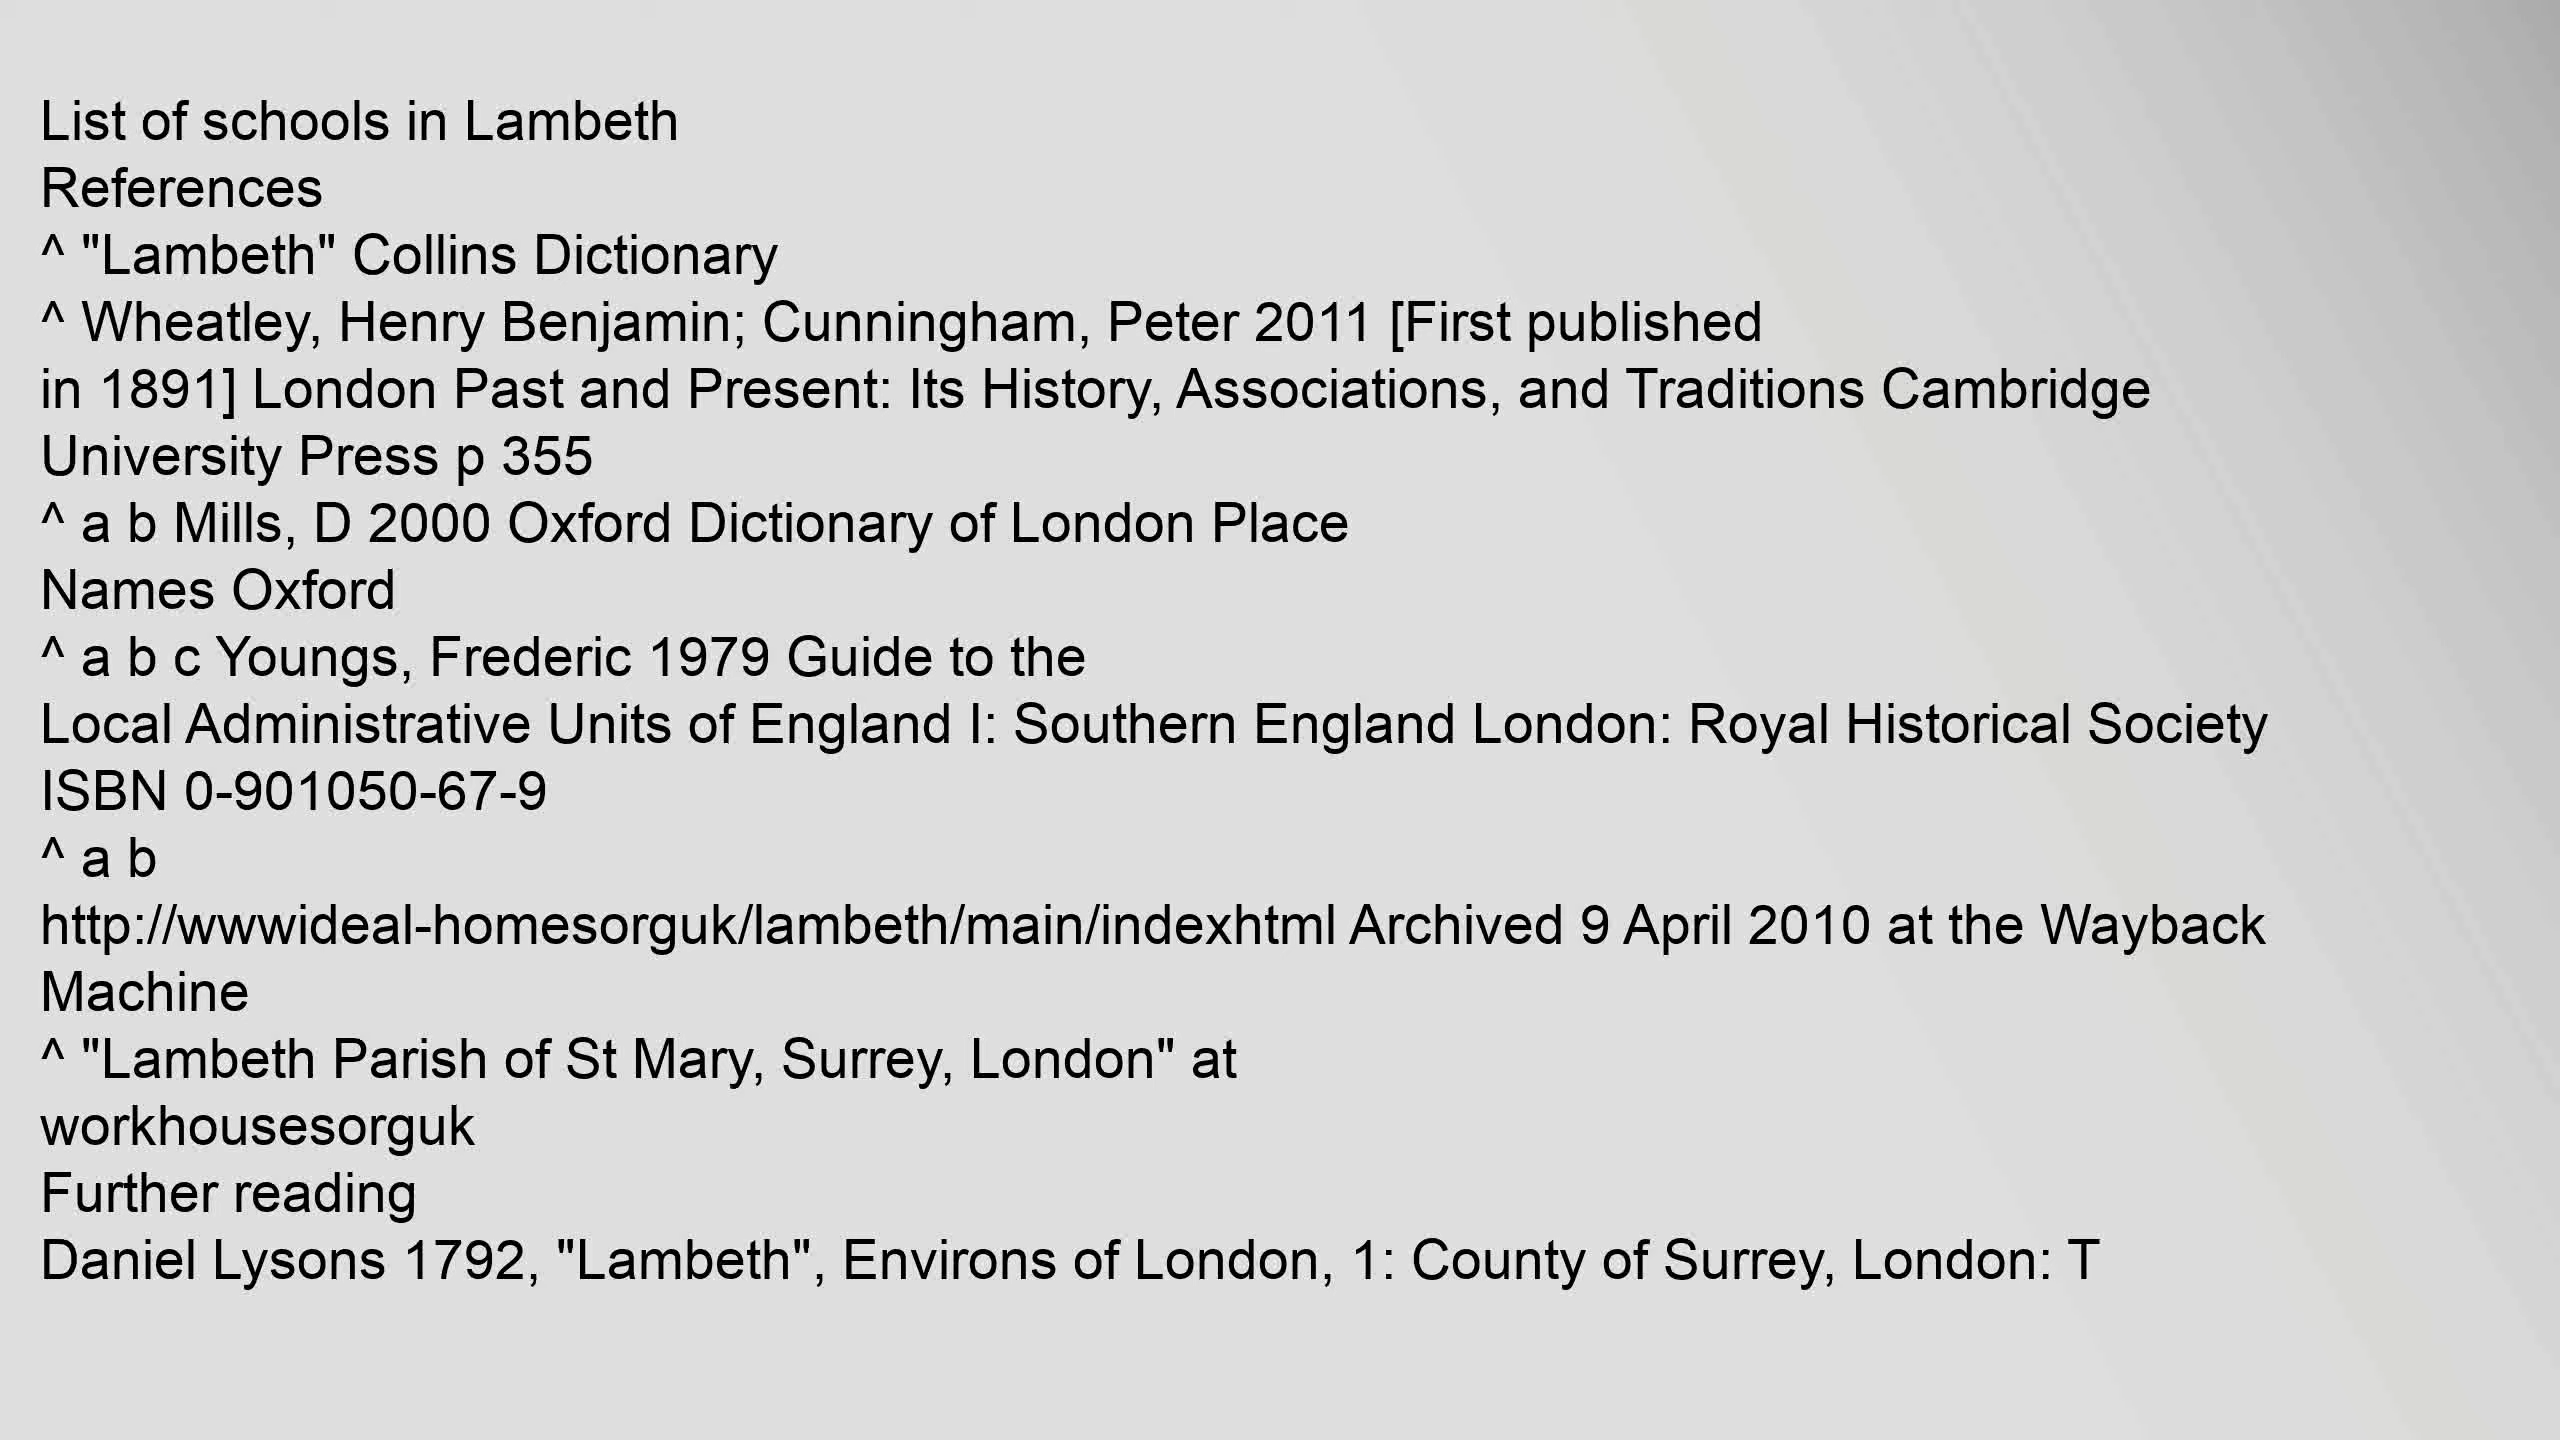 List of schools in Lambeth
References
^ "Lambeth" Collins Dictionary
^ Wheatley, Henry Benjamin; Cunningham, Peter 2011 [First published
in 1891] London Past and Present: Its History, Associations, and Traditions Cambridge
University Press p 355
^ a b Mills, D 2000 Oxford Dictionary of London Place
Names Oxford
^ a b c Youngs, Frederic 1979 Guide to the
Local Administrative Units of England I: Southern England London: Royal Historical Society
ISBN 0-901050-67-9
^ a b
http://wwwideal-homesorguk/lambeth/main/indexhtml Archived 9 April 2010 at the Wayback
Machine
^ "Lambeth Parish of St Mary, Surrey, London" at
workhousesorguk
Further reading
Daniel Lysons 1792, "Lambeth", Environs of London, 1: County of Surrey, London: T